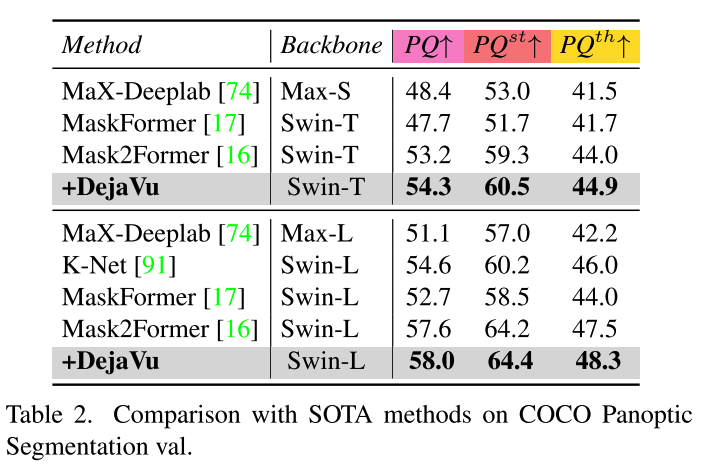 Method Backbone PQ↑ PQ^st↑ PQ^th↑
MaX-Deeplab [74] Max-S 48.4 53.0 41.5
MaskFormer [17] Swin-T 47.7 51.7 41.7
Mask2Former [16] Swin-T 53.2 59.3 44.0
+DejaVu Swin-T 54.3 60.5 44.9
MaX-Deeplab [74] Max-L 51.1 57.0 42.2
K-Net [91] Swin-L 54.6 60.2 46.0
MaskFormer [17] Swin-L 52.7 58.5 44.0
Mask2Former [16] Swin-L 57.6 64.2 47.5
+DejaVu Swin-L 58.0 64.4 48.3
Table 2. Comparison with SOTA methods on COCO Panoptic
Segmentation val.